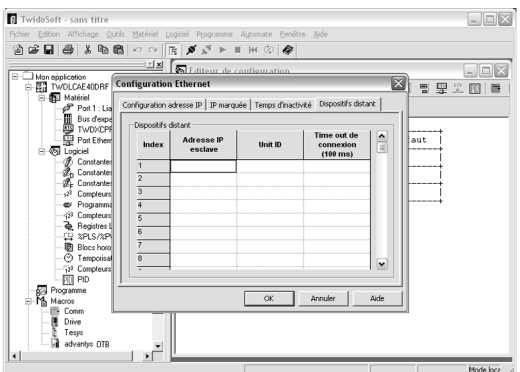 TwidoSoft - sans titre
Fichier Edition Affichage Outils Matériel Logiciel Programme Automate Fenêtre Aide
Editeur de configuration
Mon application
TWDLCAE40DRF
Matériel
Port 1 : Lia
Bus d'expa
TWDXCPR
Port Ethern
Logiciel
Constantes
Constantes
Constantes
Compteurs
Programma
Compteurs
Registres L
%PLS/%P
Blocs horo
Temporisat
Compteurs
PID
Programme
Macros
Comm
Drive
Tesys
advantys OTB
Configuration Ethernet
Configuration adresse IP IP marquée Temps d'inactivité Dispositifs distant
Dispositifs distant
Index Adresse IP esclave Unit ID Time out de connexion (100 ms)
1
2
3
4
5
6
7
8
OK Annuler Aide
Mode loca